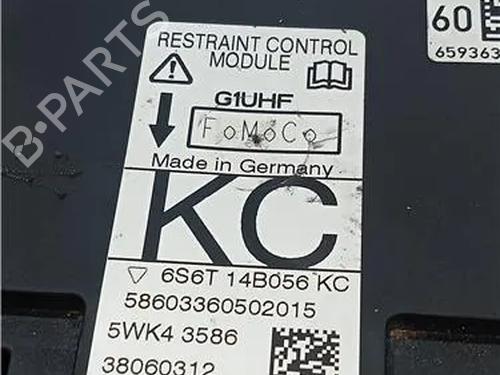 RESTRAINT CONTROL
MODULE
60
659363
G1UHF
FoMoCo
Made in Germany
KC
6S6T 14B056 KC
58603360502015
5WK4 3586
38060312
B-PARTS